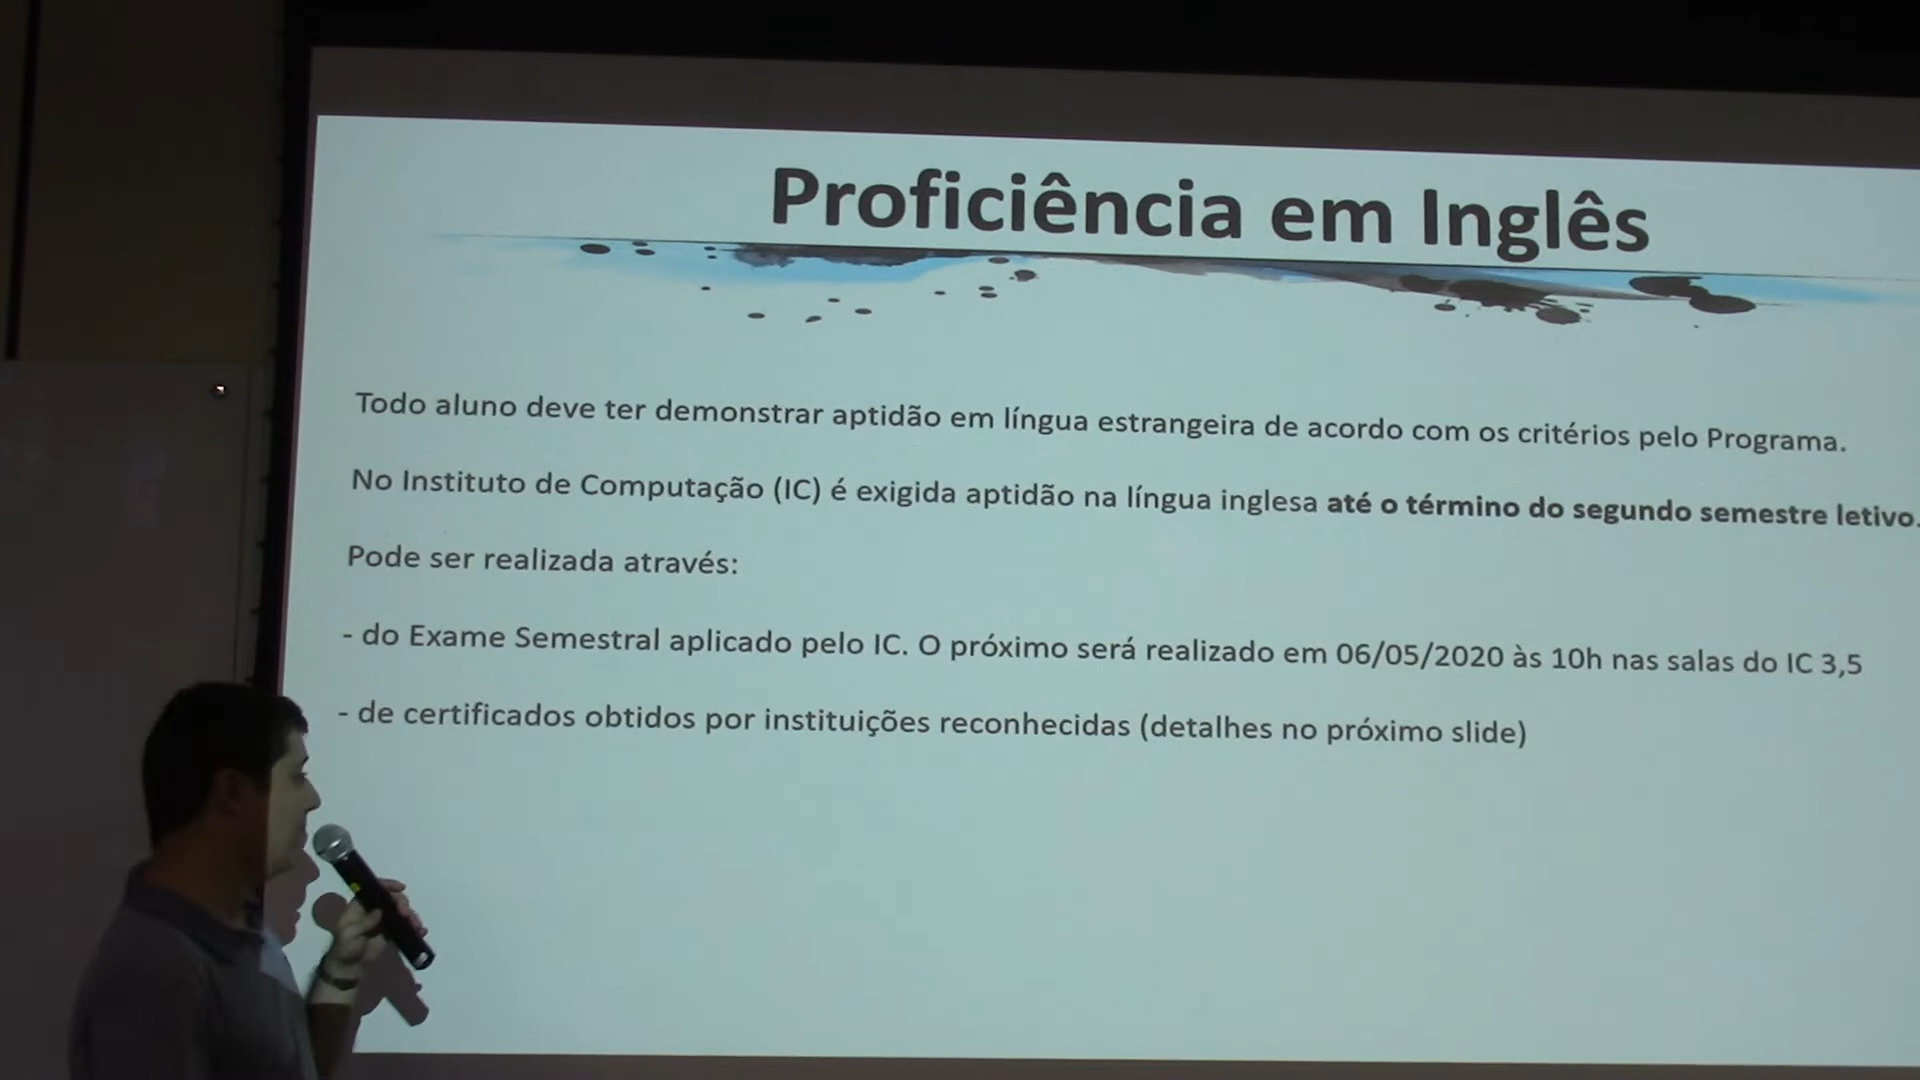 Proficiência em Inglês
Todo aluno deve ter demonstrar aptidão em língua estrangeira de acordo com os critérios pelo Programa.
No Instituto de Computação (IC) é exigida aptidão na língua inglesa até o término do segundo semestre letivo.
Pode ser realizada através:
- do Exame Semestral aplicado pelo IC. O próximo será realizado em 06/05/2020 às 10h nas salas do IC 3,5
- de certificados obtidos por instituições reconhecidas (detalhes no próximo slide)